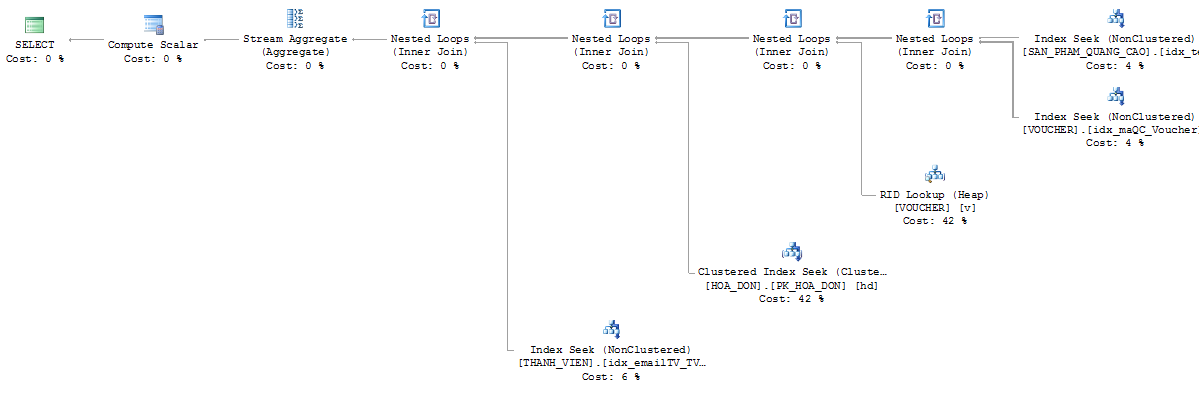 SELECT
Cost: 0 %
Compute Scalar
Cost: 0 %
Stream Aggregate
(Aggregate)
Cost: 0 %
Nested Loops
(Inner Join)
Cost: 0 %
Nested Loops
(Inner Join)
Cost: 0 %
Nested Loops
(Inner Join)
Cost: 0 %
Nested Loops
(Inner Join)
Cost: 0 %
Index Seek (NonClustered)
[SAN_PHAM_QUANG_CAO].[idx_te
Cost: 4 %
Index Seek (NonClustered)
[VOUCHER].[idx_maQC_Voucher]
Cost: 4 %
RID Lookup (Heap)
[VOUCHER] [v]
Cost: 42 %
Clustered Index Seek (Cluste…
[HOA_DON].[PK_HOA_DON] [hd]
Cost: 42 %
Index Seek (NonClustered)
[THANH_VIEN].[idx_emailTV_TV…
Cost: 6 %